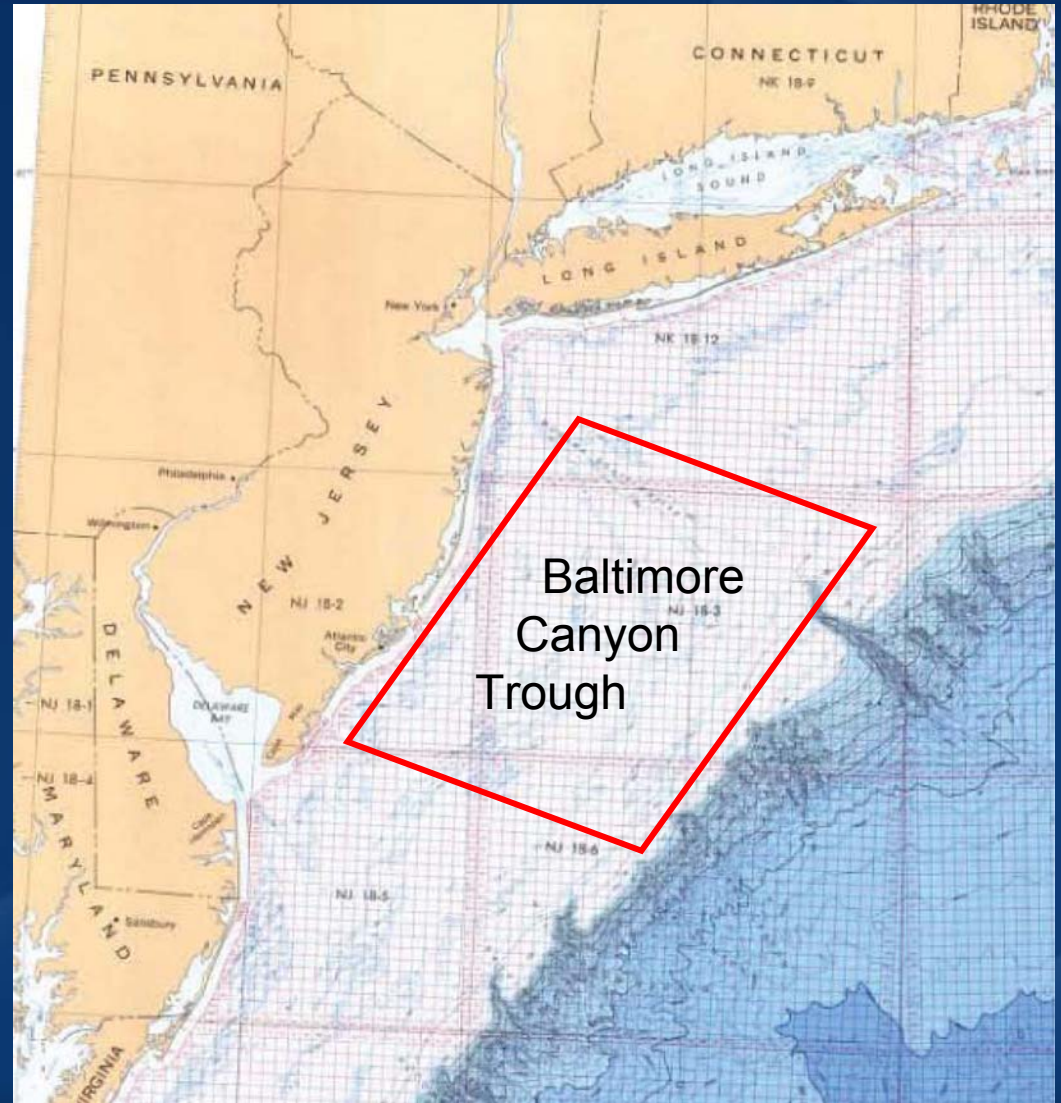 RHODE
ISLAND
CONNECTICUT
NK 18-9
PENNSYLVANIA
LONG ISLAND
SOUND
LONG ISLAND
New York
NK 18-12
NEW JERSEY
Philadelphia
Wilmington
NJ 18-2
Atlantic
City
Baltimore
NJ 18-3
Canyon
Trough
DELAWARE
NJ 18-1
DELAWARE
BAY
NJ 18-4
MARYLAND
NJ 18-6
NJ 18-5
Salisbury
VIRGINIA